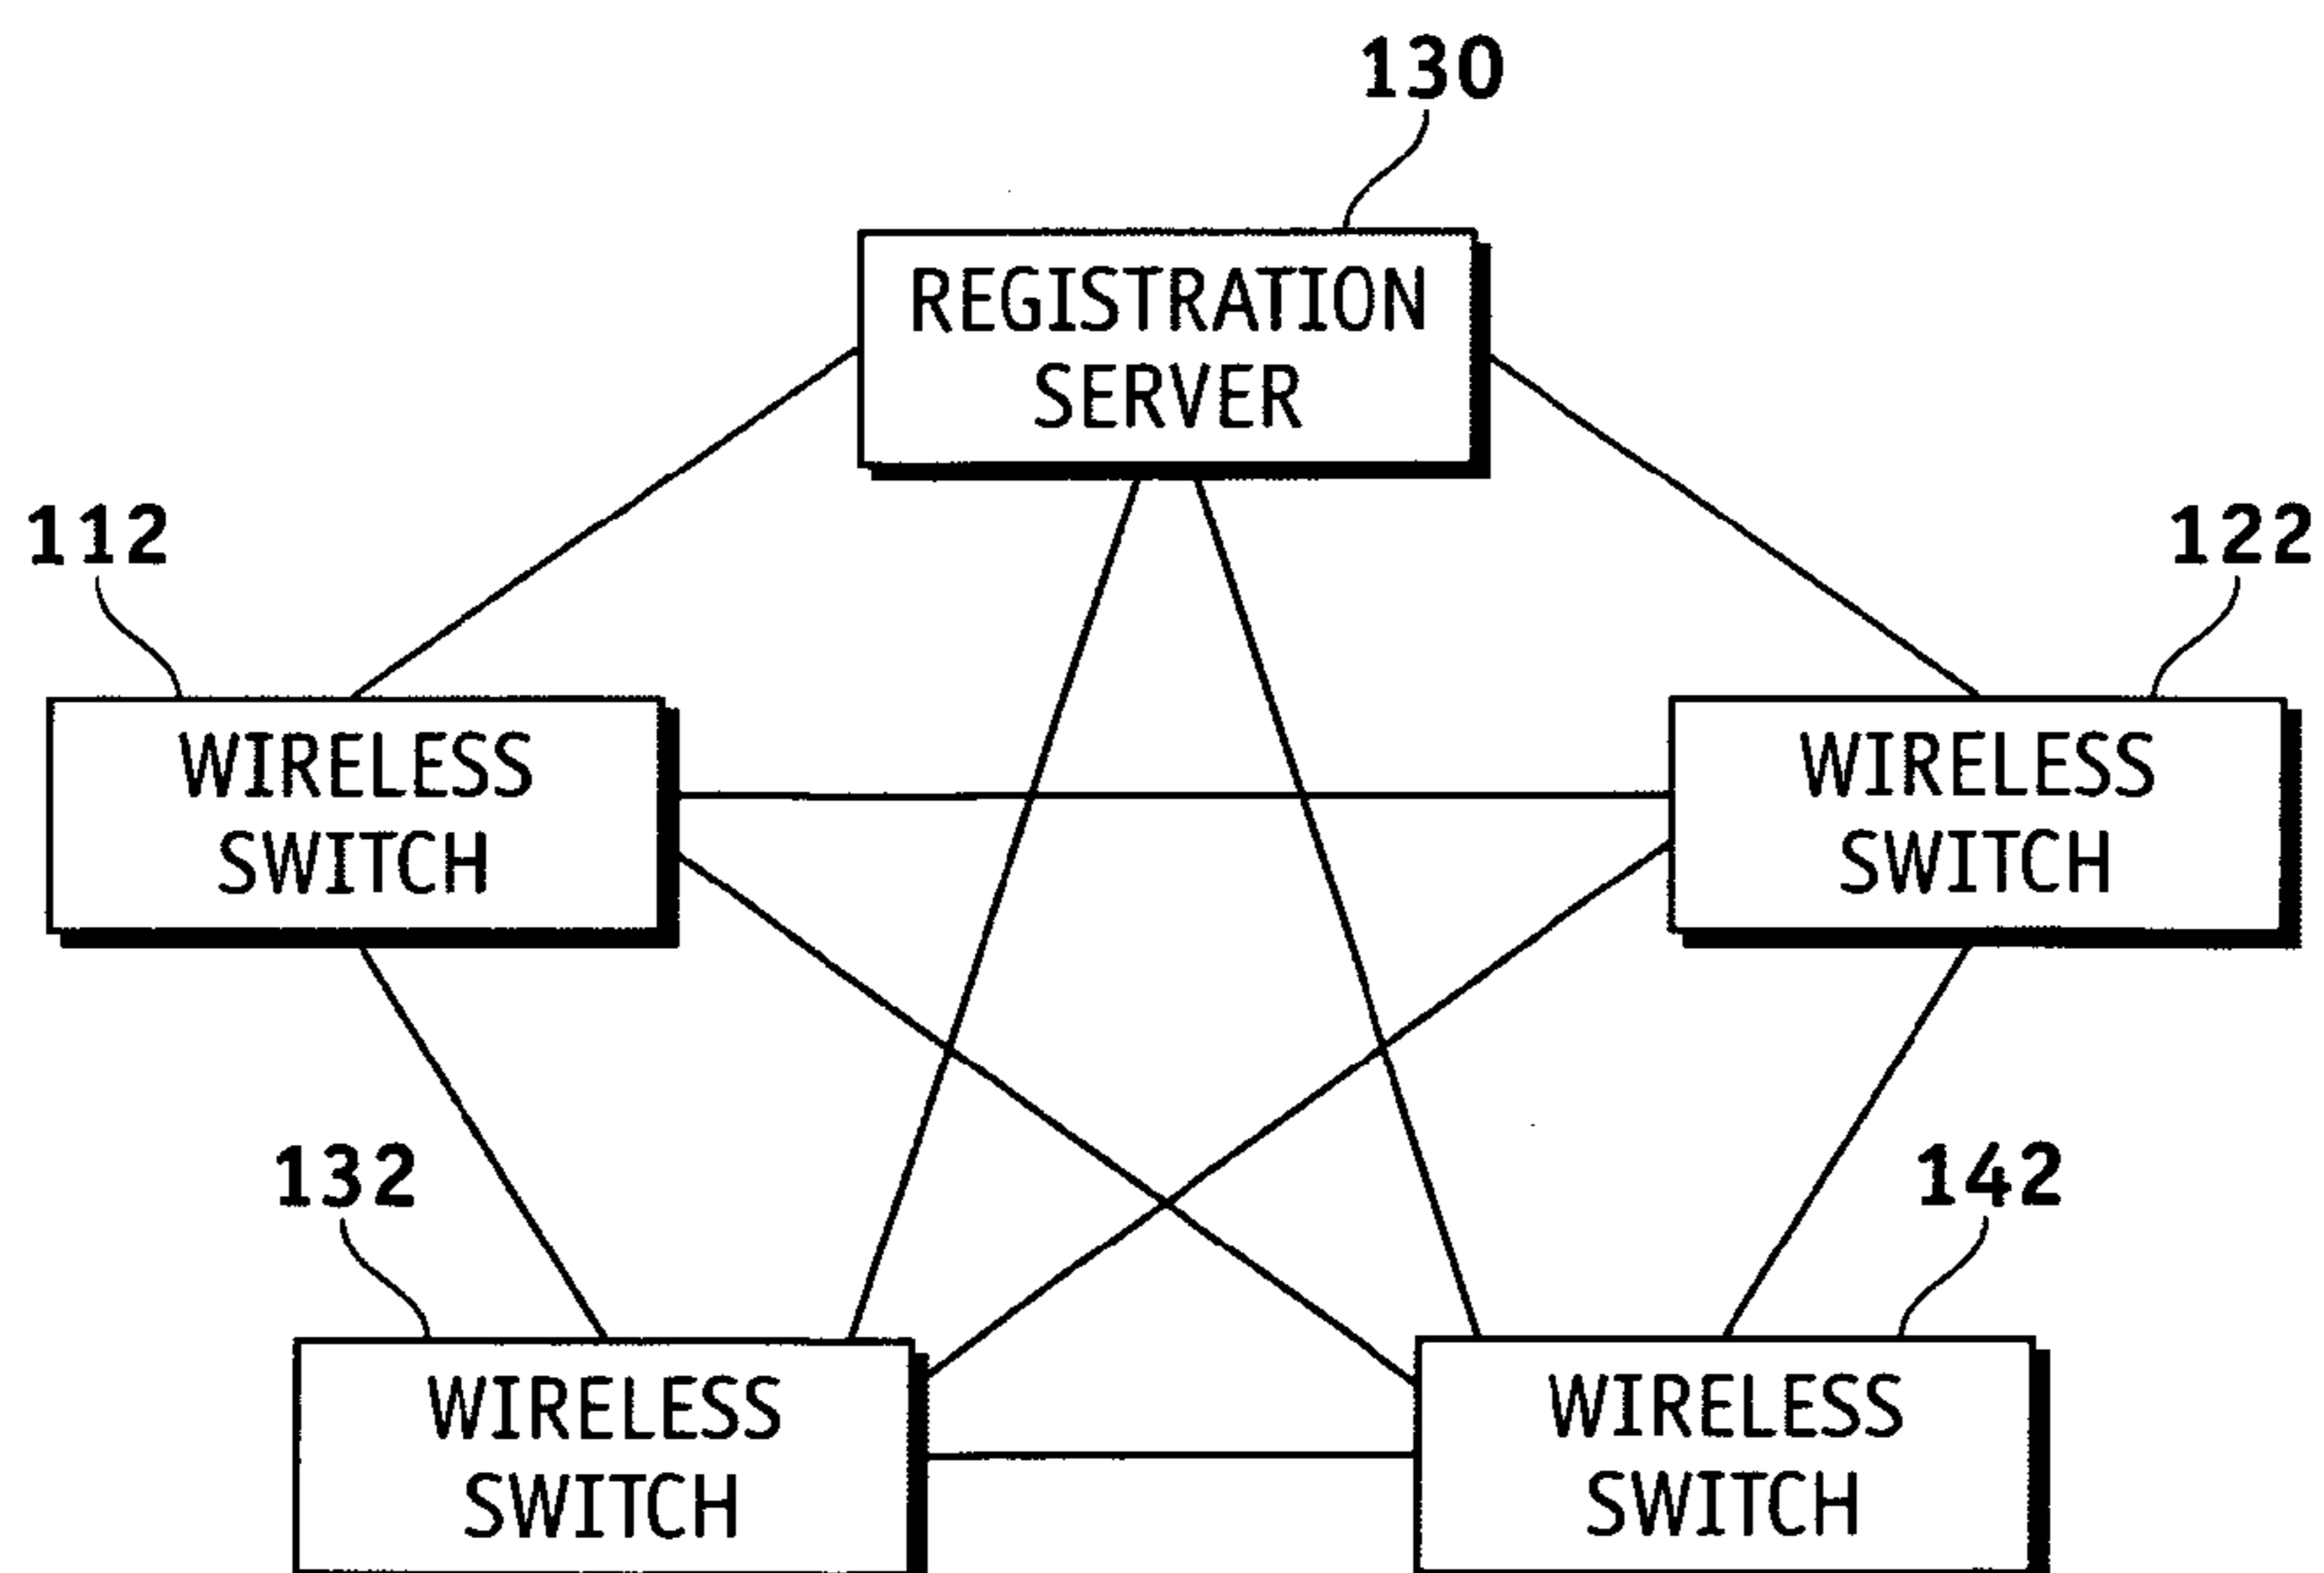 130
REGISTRATION
SERVER
112
122
WIRELESS
SWITCH
WIRELESS
SWITCH
132
142
WIRELESS
SWITCH
WIRELESS
SWITCH